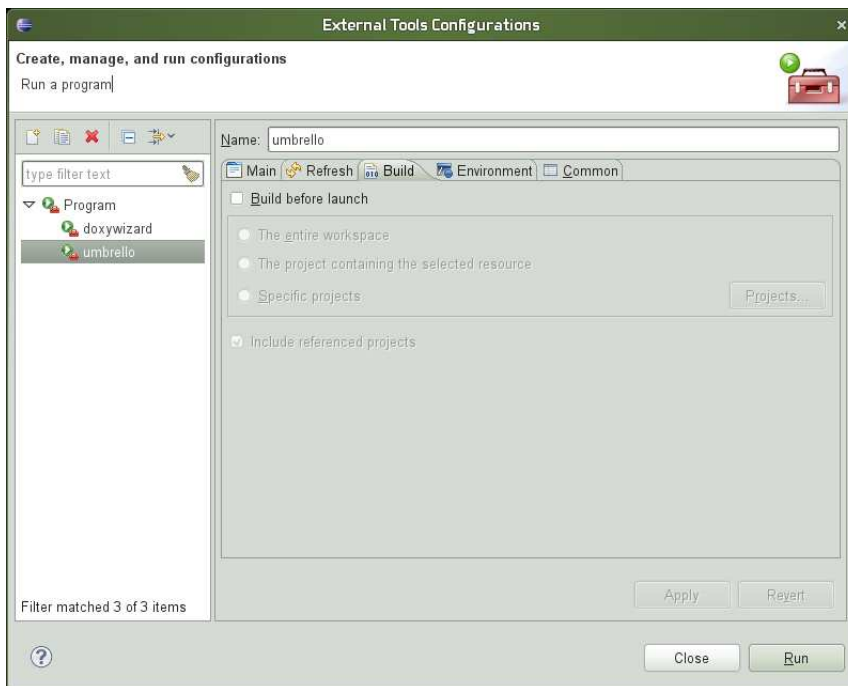 External Tools Configurations
Create, manage, and run configurations
Run a program
type filter text
Program
doxywizard
umbrello
Filter matched 3 of 3 items
Name: umbrello
Main Refresh Build Environment Common
Build before launch
The entire workspace
The project containing the selected resource
Specific projects Projects...
Include referenced projects
Apply Revert
Close Run